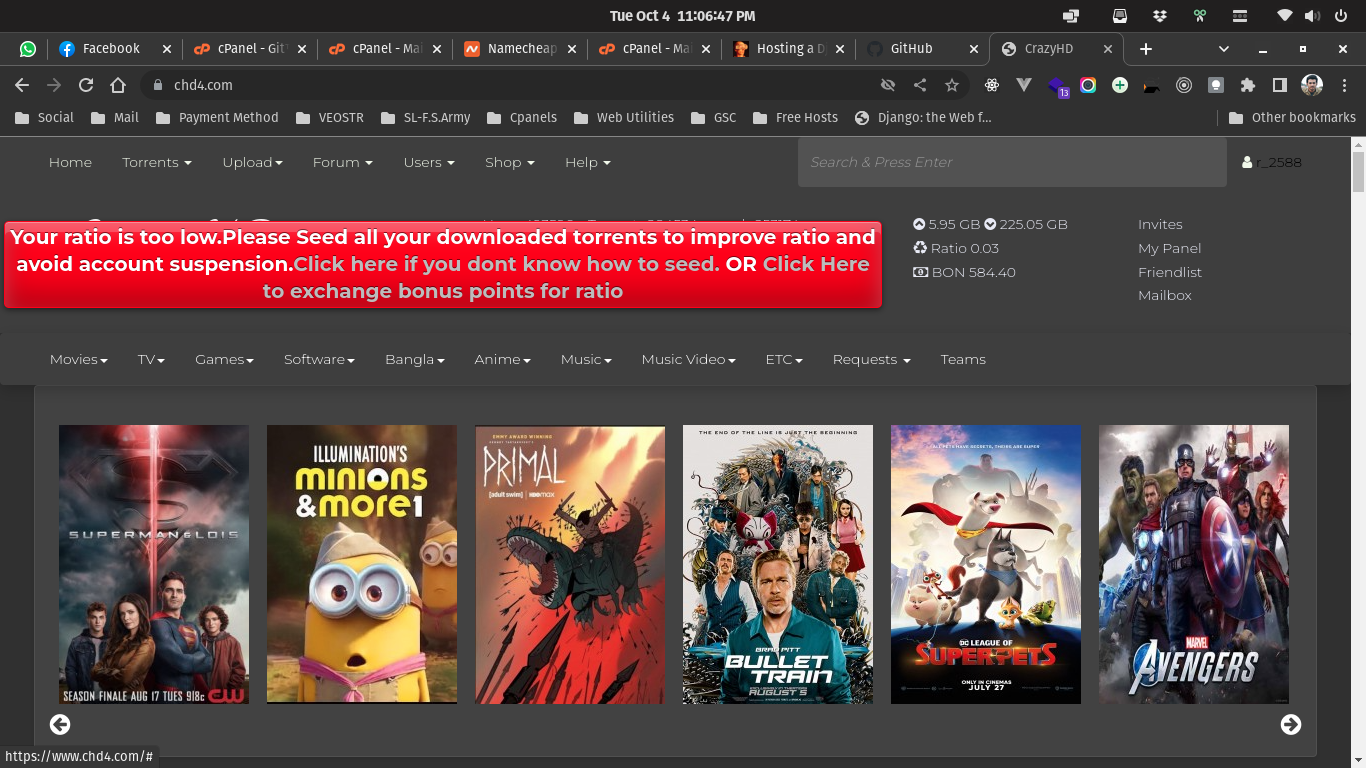 Tue Oct 4 11:06:47 PM
Facebook
cPanel - Git
cPanel - Mai
Namecheap
cPanel - Mai
Hosting a D
GitHub
CrazyHD
chd4.com
13
Social
Mail
Payment Method
VEOSTR
SL-F.S.Army
Cpanels
Web Utilities
GSC
Free Hosts
Django: the Web f...
Other bookmarks
Home
Torrents
Upload
Forum
Users
Shop
Help
Search & Press Enter
r_2588
Your ratio is too low.Please Seed all your downloaded torrents to improve ratio and
avoid account suspension.Click here if you dont know how to seed. OR Click Here
to exchange bonus points for ratio
5.95 GB 225.05 GB
Ratio 0.03
BON 584.40
Invites
My Panel
Friendlist
Mailbox
Movies
TV
Games
Software
Bangla
Anime
Music
Music Video
ETC
Requests
Teams
SUPERMAN & LOIS
SEASON FINALE AUG 17 TUES 9|8c CW
ILLUMINATION'S
MINIONS
& MORE 1
EMMY AWARD WINNING
PRIMAL
[adult swim] | HBOMAX
THE END OF THE LINE IS JUST THE BEGINNING
BRAD PITT
BULLET
TRAIN
AUGUST 5
DC LEAGUE OF
SUPER-PETS
ONLY IN CINEMAS
JULY 27
MARVEL
AVENGERS
https://www.chd4.com/#